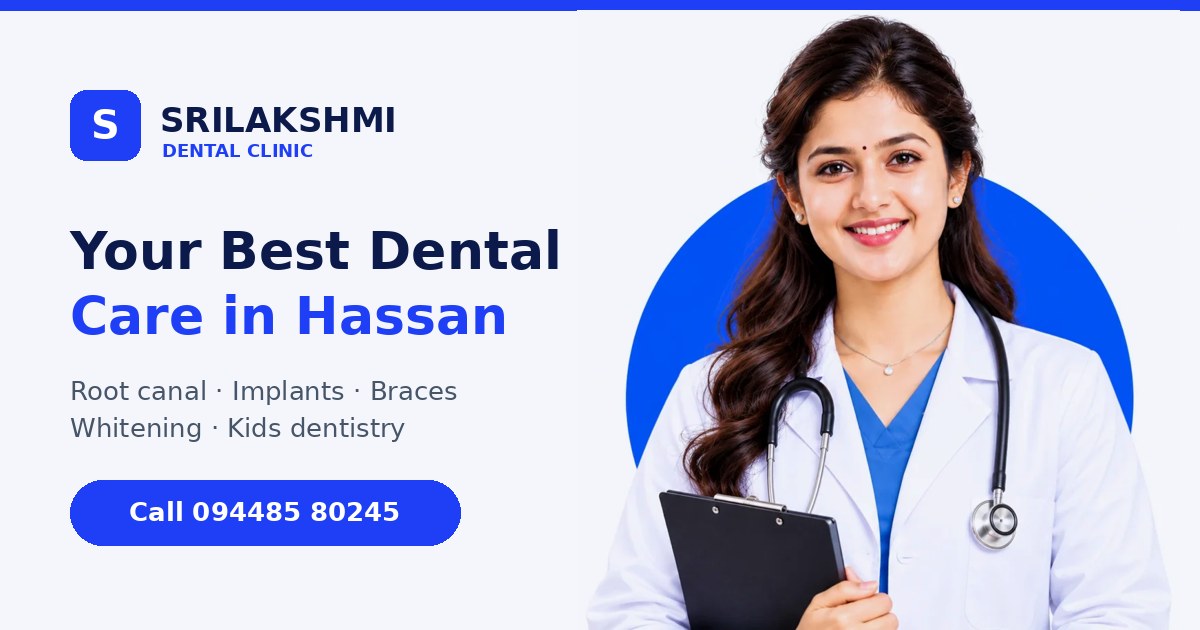 S
SRILAKSHMI
DENTAL CLINIC
Your Best Dental
Care in Hassan
Root canal · Implants · Braces
Whitening · Kids dentistry
Call 094485 80245